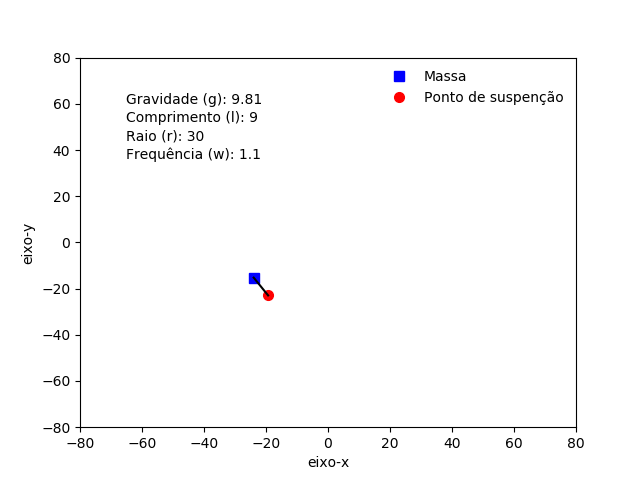 80
60
40
20
0
−20
−40
−60
−80
eixo-y
Gravidade (g): 9.81
Comprimento (l): 9
Raio (r): 30
Frequência (w): 1.1
Massa
Ponto de suspenção
−80 −60 −40 −20 0 20 40 60 80
eixo-x